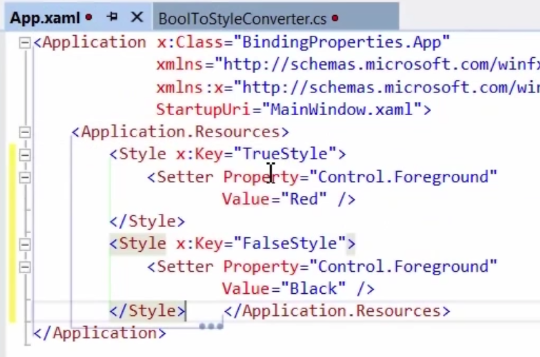 App.xaml BoolToStyleConverter.cs
<Application x:Class="BindingProperties.App"
xmlns="http://schemas.microsoft.com/winfx
xmlns:x="http://schemas.microsoft.com/win
StartupUri="MainWindow.xaml">
<Application.Resources>
<Style x:Key="TrueStyle">
<Setter Property="Control.Foreground"
Value="Red" />
</Style>
<Style x:Key="FalseStyle">
<Setter Property="Control.Foreground"
Value="Black" />
</Style> </Application.Resources>
</Application>